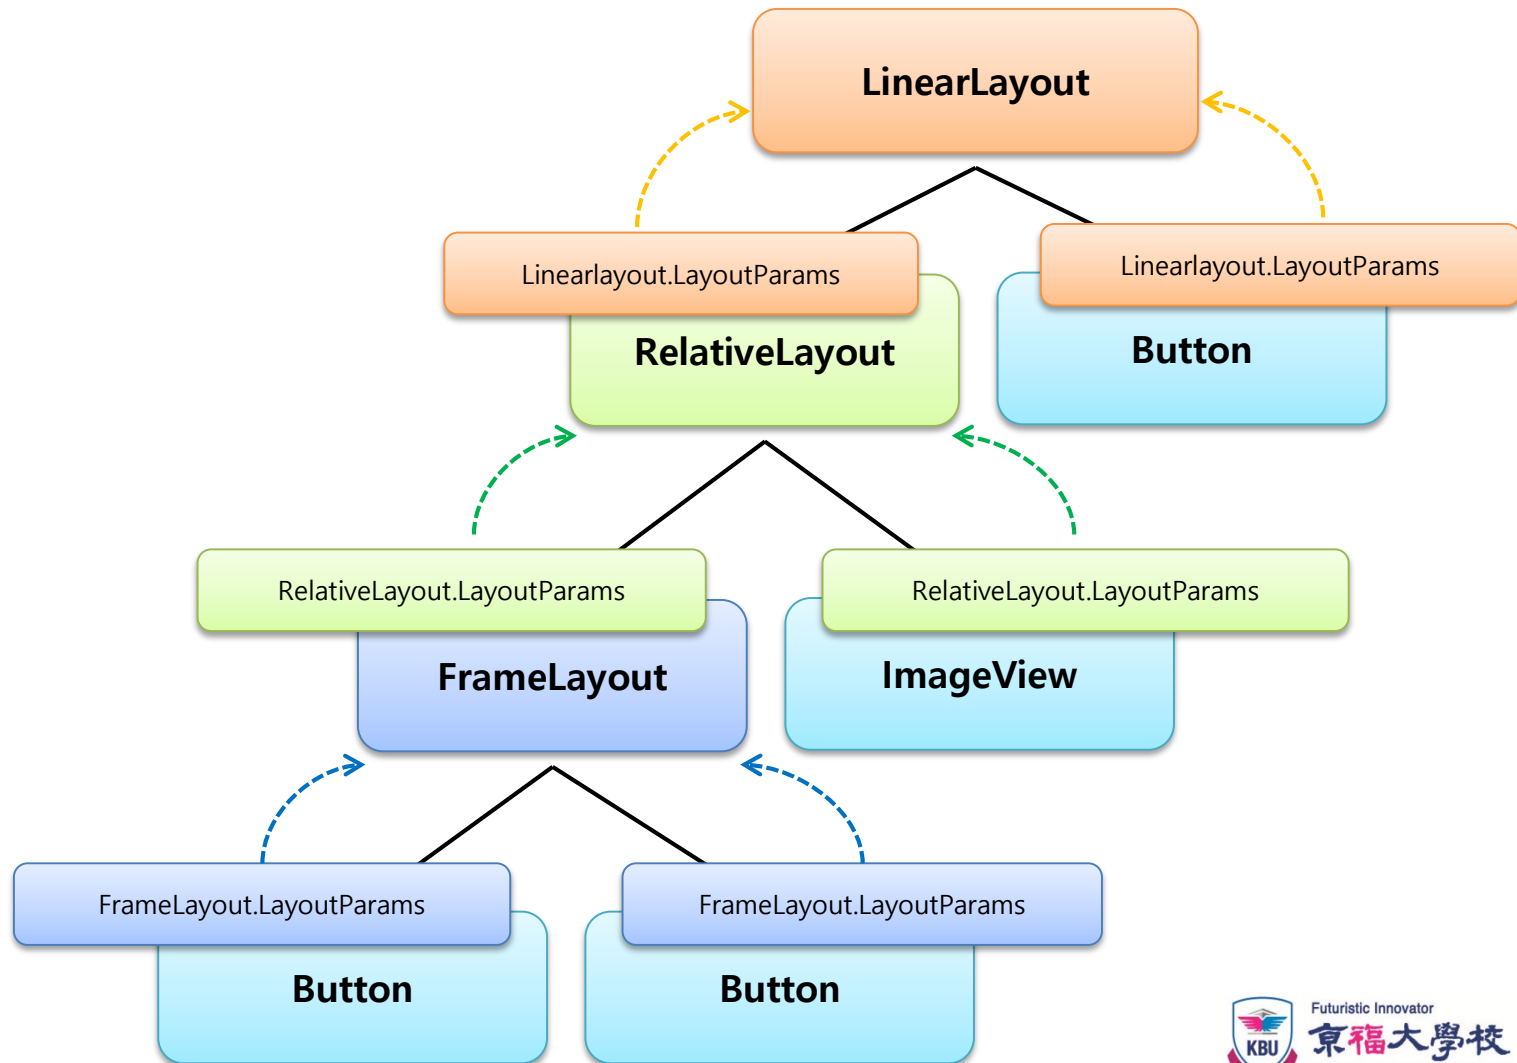 LinearLayout
Linearlayout.LayoutParams
Linearlayout.LayoutParams
RelativeLayout
Button
RelativeLayout.LayoutParams
RelativeLayout.LayoutParams
FrameLayout
ImageView
FrameLayout.LayoutParams
FrameLayout.LayoutParams
Button
Button
KBU
Futuristic Innovator
京福大學校